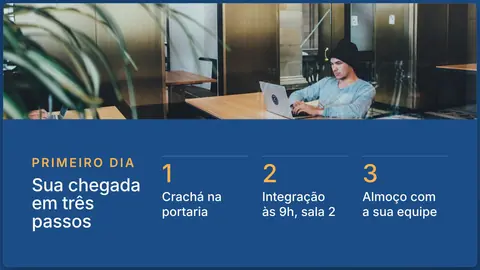 PRIMEIRO DIA
Sua chegada
em três
passos
1
Crachá na
portaria
2
Integração
às 9h, sala 2
3
Almoço com
a sua equipe